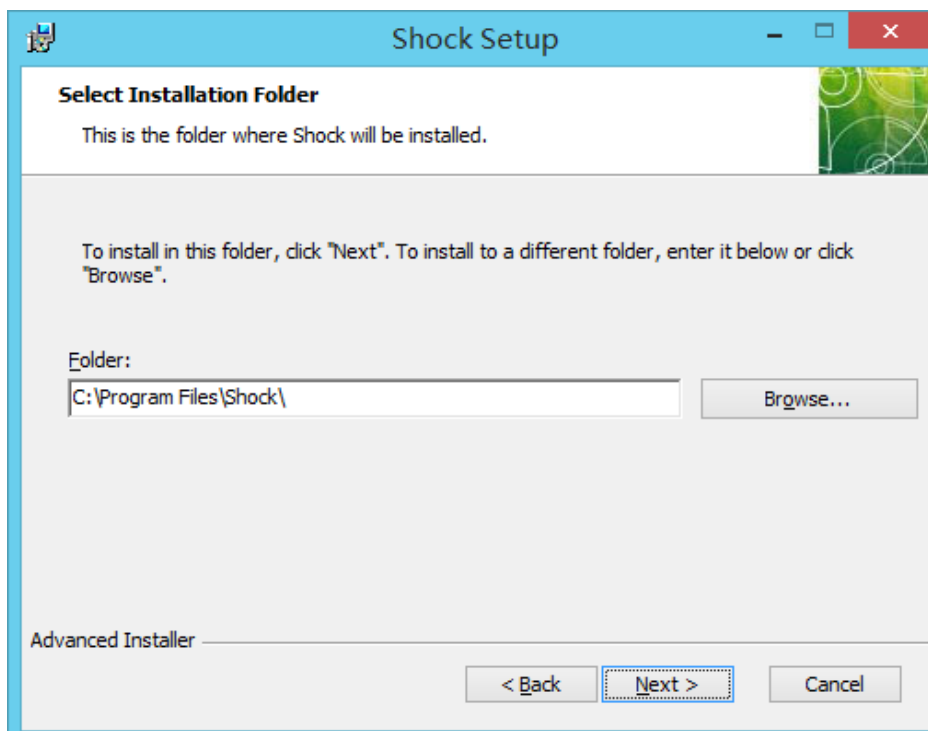 Shock Setup
Select Installation Folder
This is the folder where Shock will be installed.
To install in this folder, click "Next". To install to a different folder, enter it below or click
"Browse".
Folder:
C:\Program Files\Shock\
Browse...
Advanced Installer
< Back
Next >
Cancel